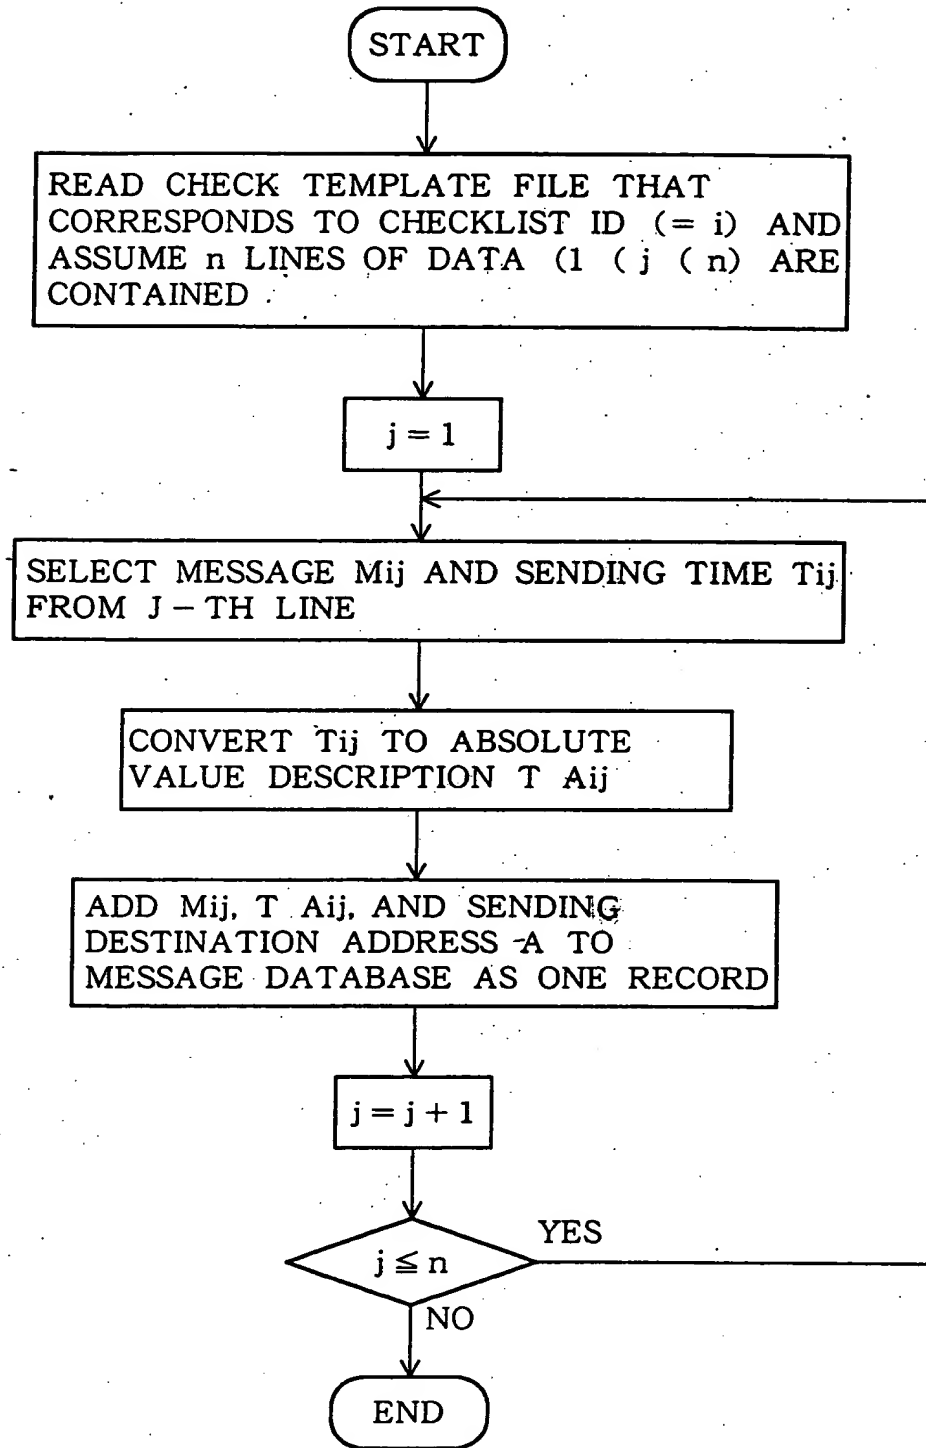 START
READ CHECK TEMPLATE FILE THAT
CORRESPONDS TO CHECKLIST ID (= i) AND
ASSUME n LINES OF DATA (1 ( j ( n) ARE
CONTAINED
j = 1
SELECT MESSAGE Mij AND SENDING TIME Tij
FROM J - TH LINE
CONVERT Tij TO ABSOLUTE
VALUE DESCRIPTION T Aij
ADD Mij, T Aij, AND SENDING
DESTINATION ADDRESS A TO
MESSAGE DATABASE AS ONE RECORD
j = j + 1
j ≦ n
YES
NO
END